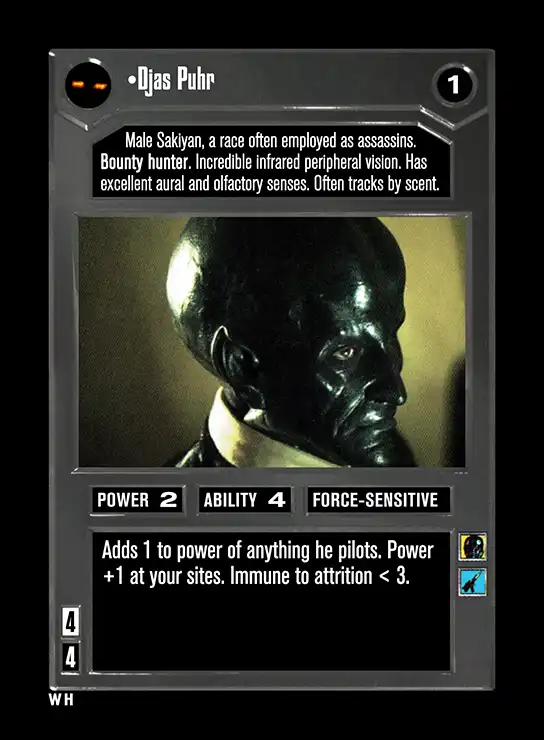 •Djas Puhr
1
Male Sakiyan, a race often employed as assassins.
Bounty hunter. Incredible infrared peripheral vision. Has
excellent aural and olfactory senses. Often tracks by scent.
POWER 2 ABILITY 4 FORCE-SENSITIVE
Adds 1 to power of anything he pilots. Power
+1 at your sites. Immune to attrition < 3.
4
4
WH